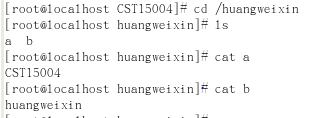 [root@localhost CST15004]# cd /huangweixin
[root@localhost huangweixin]# ls
a  b
[root@localhost huangweixin]# cat a
CST15004
[root@localhost huangweixin]# cat b
huangweixin